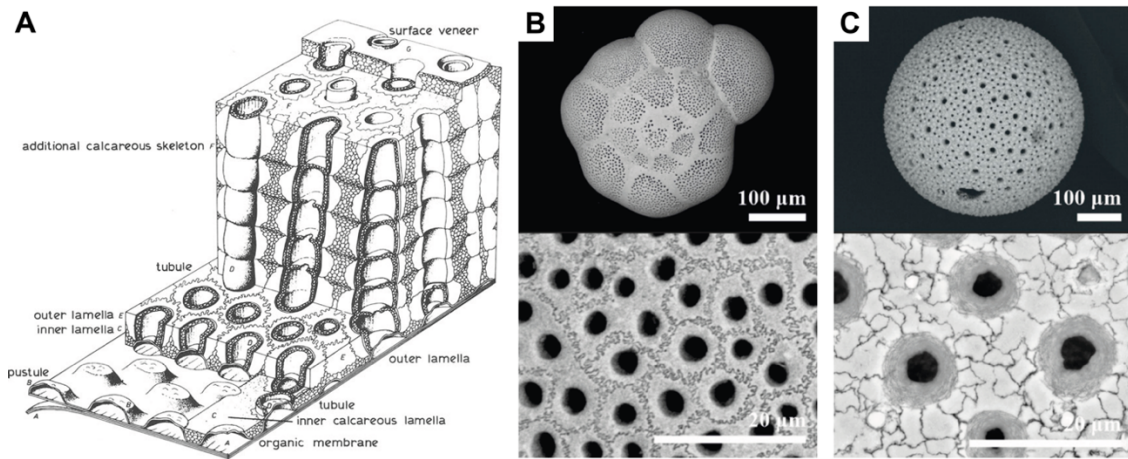 A
surface veneer
G
F
additional calcareous skeleton F
D
tubule
outer lamella E
inner lamella C
D
E
outer lamella
pustule
B
B
B
A
C
A
tubule
inner calcareous lamella
organic membrane
B
100 µm
20 µm
C
100 µm
20 µm